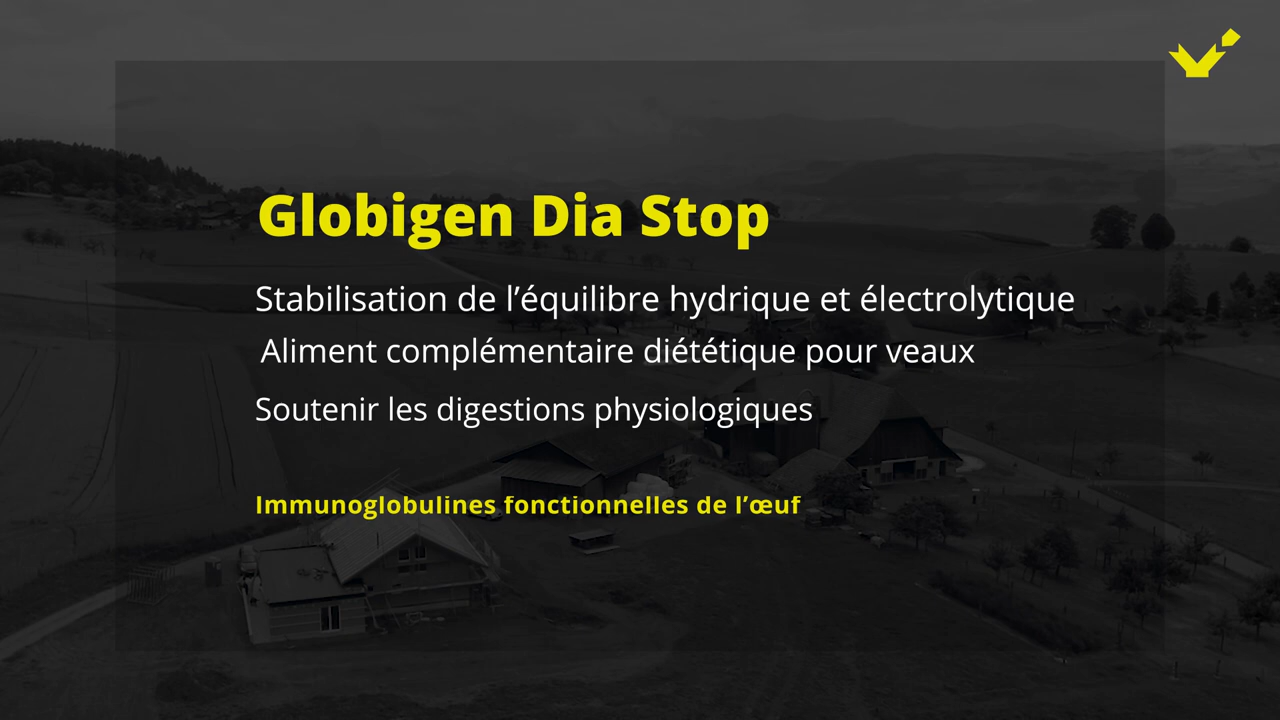 Globigen Dia Stop
Stabilisation de l’équilibre hydrique et électrolytique
Aliment complémentaire diététique pour veaux
Soutenir les digestions physiologiques
Immunoglobulines fonctionnelles de l’œuf